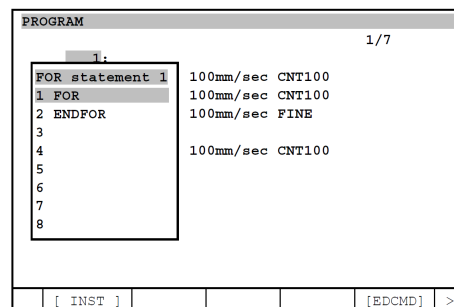 PROGRAM
1/7
1:
FOR statement 1
1 FOR
2 ENDFOR
3
4
5
6
7
8
100mm/sec CNT100
100mm/sec CNT100
100mm/sec FINE
100mm/sec CNT100
[ INST ] [EDCMD] >